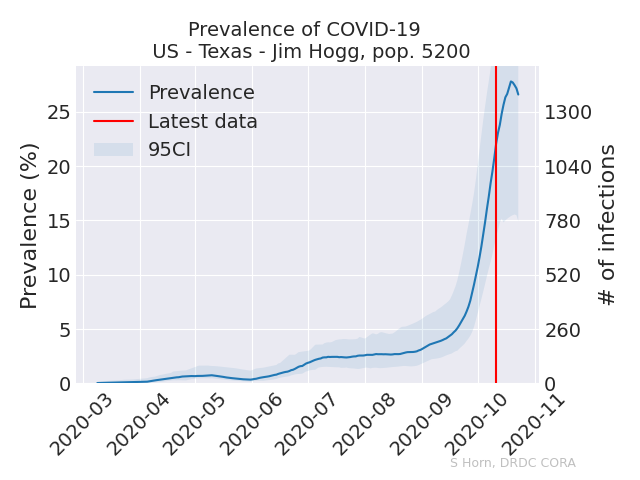 Prevalence of COVID-19
US - Texas - Jim Hogg, pop. 5200
Prevalence
Latest data
95CI
Prevalence (%)
25
20
15
10
5
0
1300
1040
780
520
260
0
# of infections
2020-03
2020-04
2020-05
2020-06
2020-07
2020-08
2020-09
2020-10
2020-11
S Horn, DRDC CORA